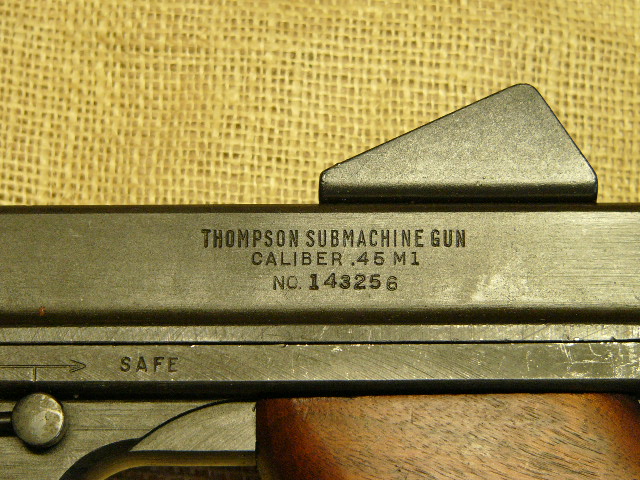 THOMPSON SUBMACHINE GUN
CALIBER .45 M1
NO. 143256
SAFE